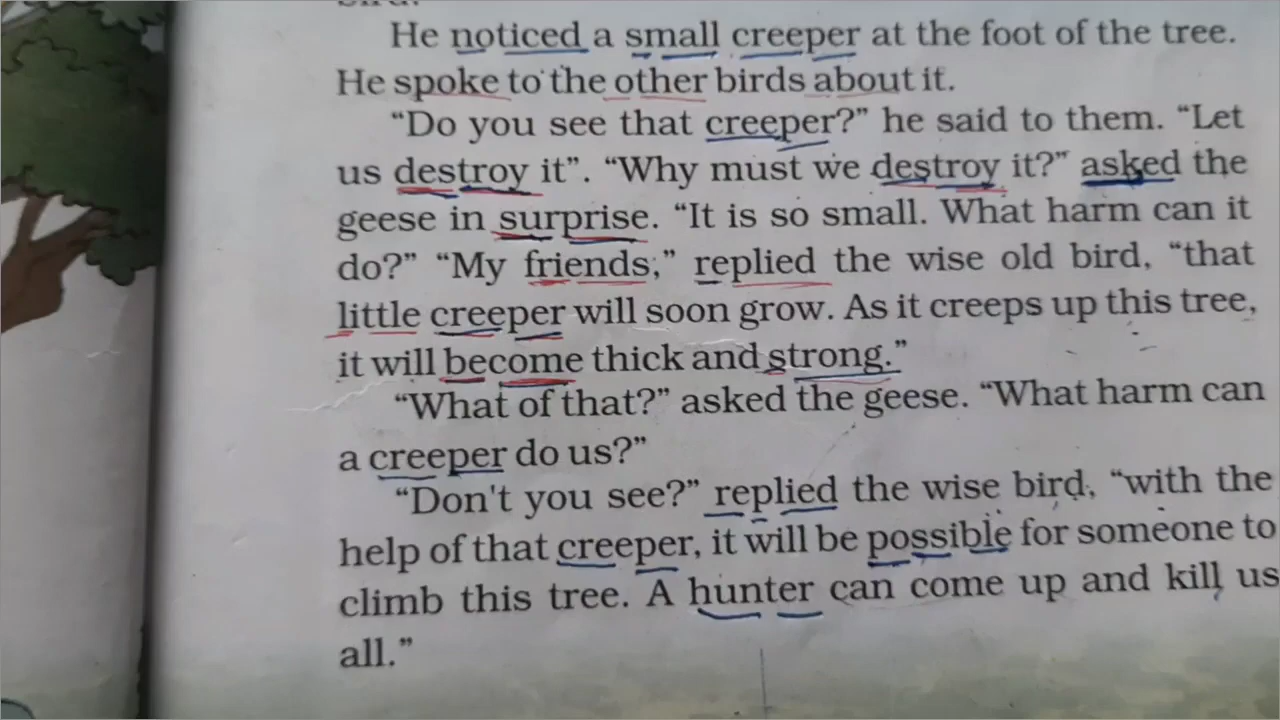 He noticed a small creeper at the foot of the tree.
He spoke to the other birds about it.
“Do you see that creeper?” he said to them. “Let
us destroy it”. “Why must we destroy it?” asked the
geese in surprise. “It is so small. What harm can it
do?” “My friends,” replied the wise old bird, “that
little creeper will soon grow. As it creeps up this tree,
it will become thick and strong.”
“What of that?” asked the geese. “What harm can
a creeper do us?”
“Don't you see?” replied the wise bird, “with the
help of that creeper, it will be possible for someone to
climb this tree. A hunter can come up and kill us
all.”